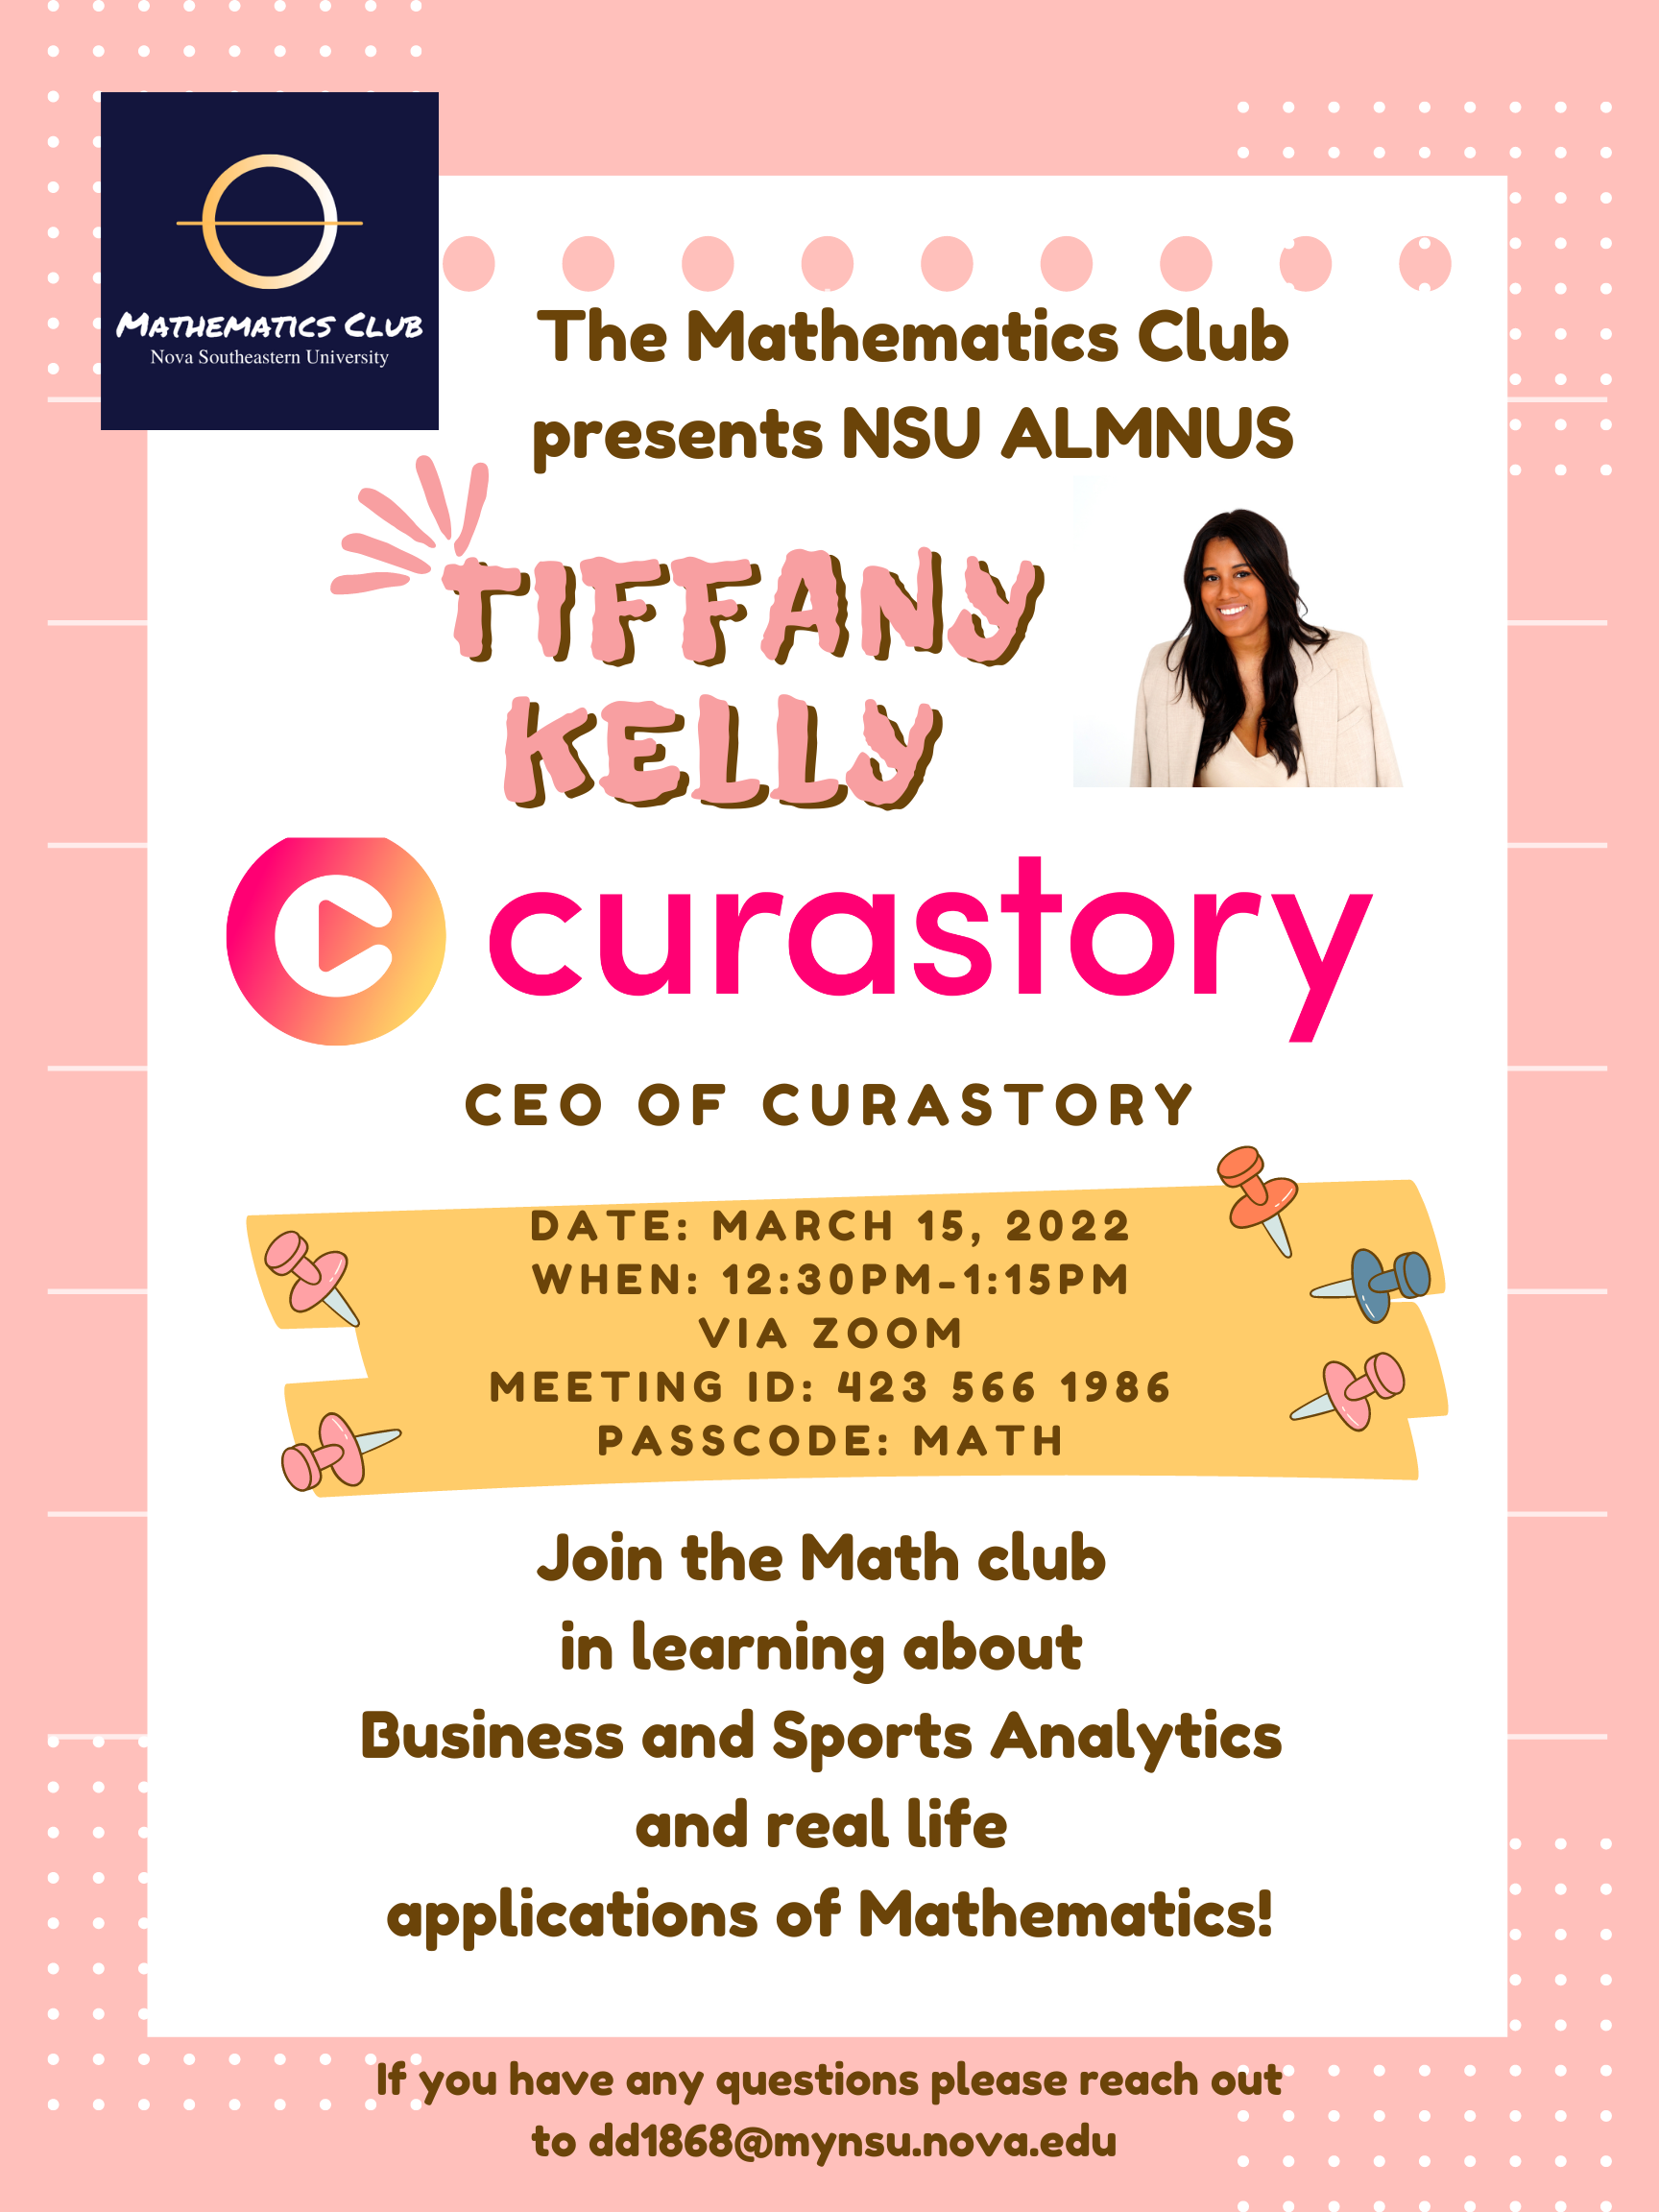 MATHEMATICS CLUB
Nova Southeastern University
The Mathematics Club
presents NSU ALMNUS
TIFFANY
KELLY
curastory
CEO OF CURASTORY
DATE: MARCH 15, 2022
WHEN: 12:30PM-1:15PM
VIA ZOOM
MEETING ID: 423 566 1986
PASSCODE: MATH
Join the Math club
in learning about
Business and Sports Analytics
and real life
applications of Mathematics!
If you have any questions please reach out
to dd1868@mynsu.nova.edu